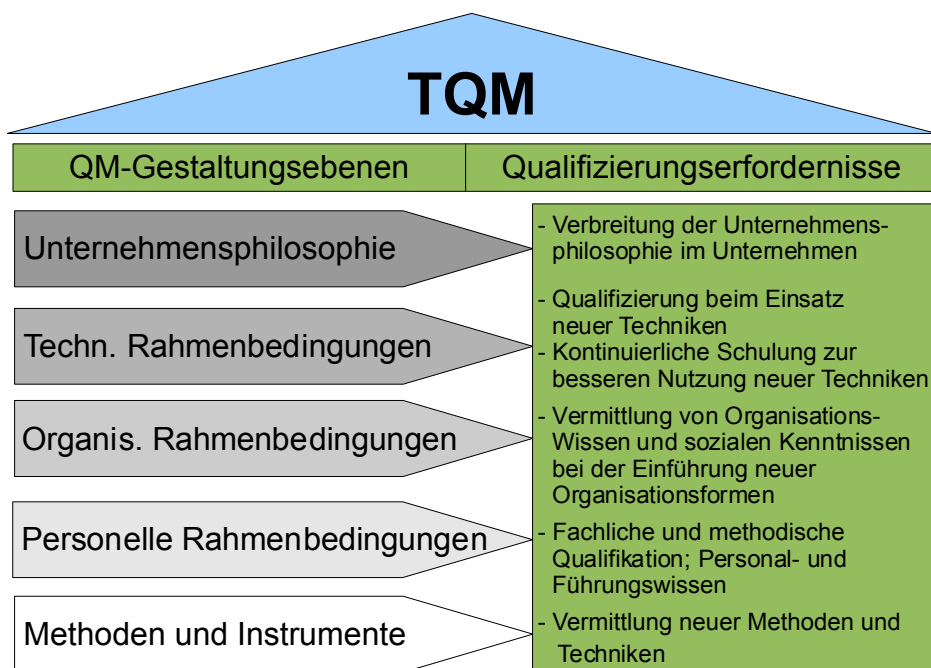 TQM
QM-Gestaltungsebenen
Qualifizierungserfordernisse
Unternehmensphilosophie
- Verbreitung der Unternehmens-
philosophie im Unternehmen
Techn. Rahmenbedingungen
- Qualifizierung beim Einsatz
neuer Techniken
- Kontinuierliche Schulung zur
besseren Nutzung neuer Techniken
Organis. Rahmenbedingungen
- Vermittlung von Organisations-
Wissen und sozialen Kenntnissen
bei der Einführung neuer
Organisationsformen
Personelle Rahmenbedingungen
- Fachliche und methodische
Qualifikation; Personal- und
Führungswissen
Methoden und Instrumente
- Vermittlung neuer Methoden und
Techniken